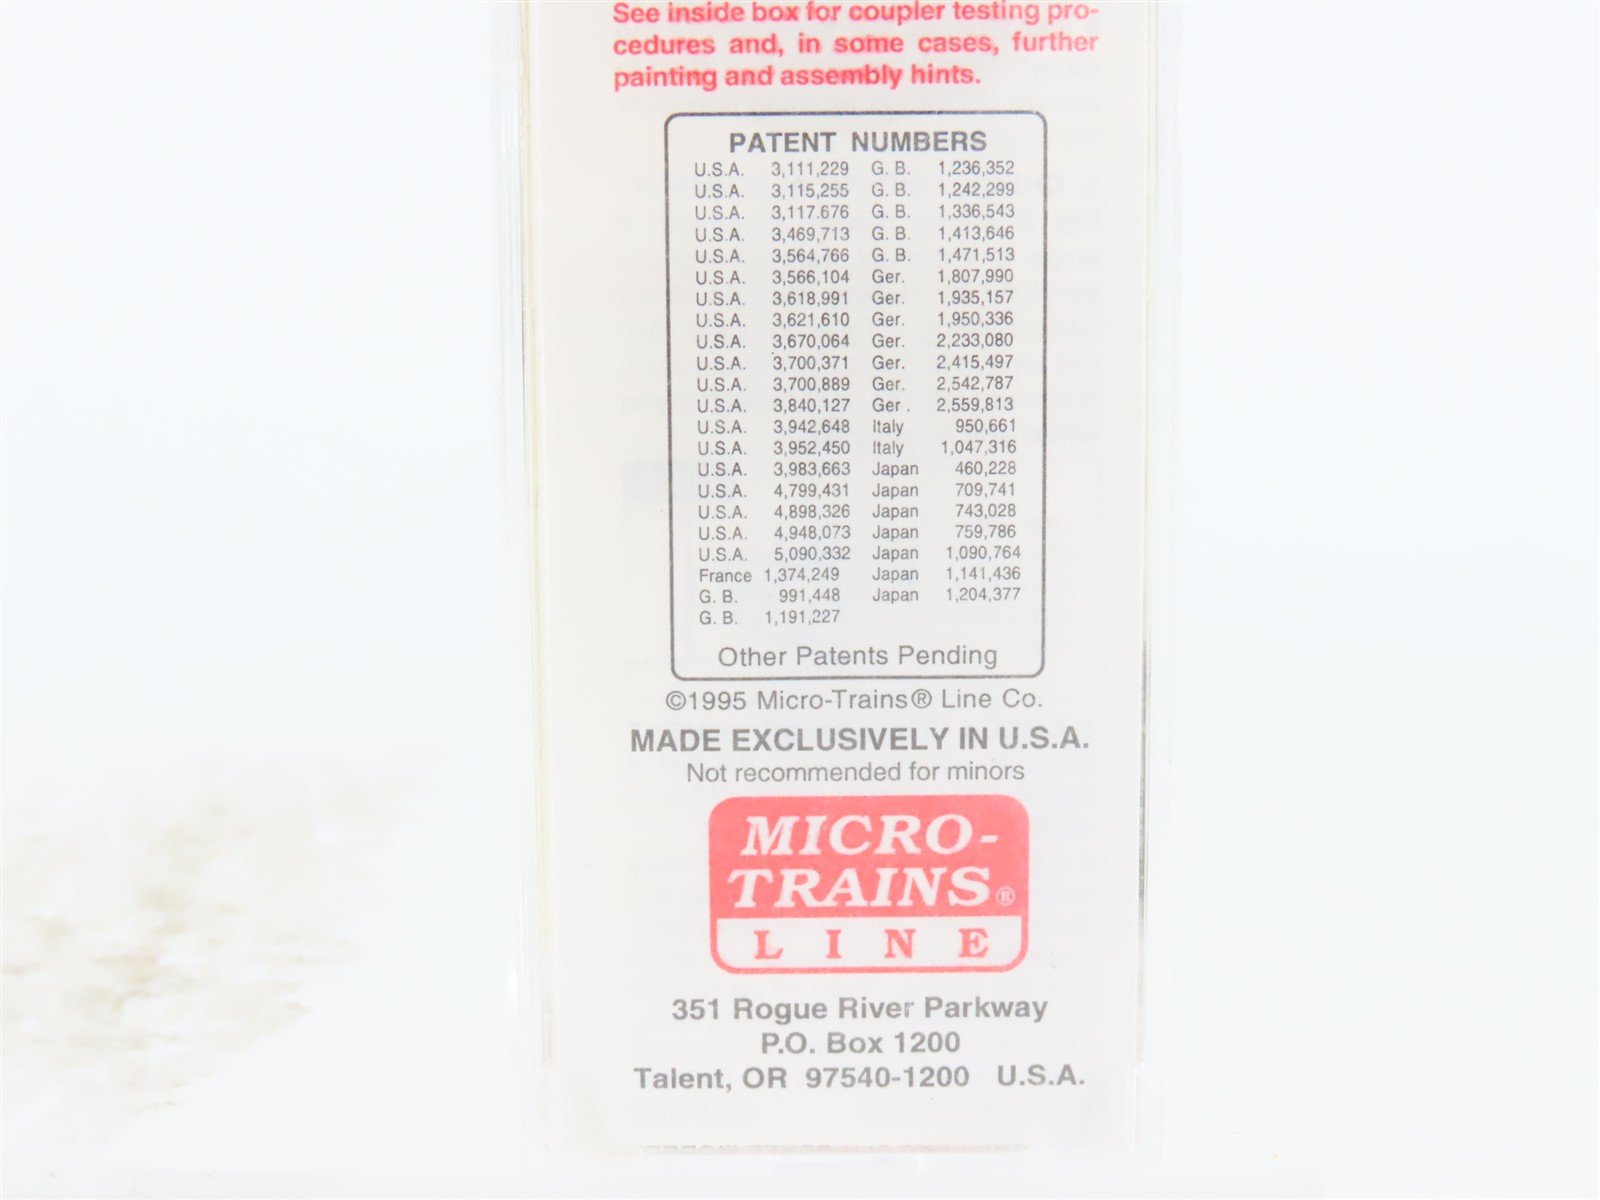 See inside box for coupler testing pro-
cedures and, in some cases, further
painting and assembly hints.
PATENT NUMBERS
U.S.A. 3,111,229 G. B. 1,236,352
U.S.A. 3,115,255 G. B. 1,242,299
U.S.A. 3,117.676 G. B. 1,336,543
U.S.A. 3,469,713 G. B. 1,413,646
U.S.A. 3,564,766 G. B. 1,471,513
U.S.A. 3,566,104 Ger. 1,807,990
U.S.A. 3,618,991 Ger. 1,935,157
U.S.A. 3,621,610 Ger. 1,950,336
U.S.A. 3,670,064 Ger. 2,233,080
U.S.A. 3,700,371 Ger. 2,415,497
U.S.A. 3,700,889 Ger. 2,542,787
U.S.A. 3,840,127 Ger . 2,559,813
U.S.A. 3,942,648 Italy 950,661
U.S.A. 3,952,450 Italy 1,047,316
U.S.A. 3,983,663 Japan 460,228
U.S.A. 4,799,431 Japan 709,741
U.S.A. 4,898,326 Japan 743,028
U.S.A. 4,948,073 Japan 759,786
U.S.A. 5,090,332 Japan 1,090,764
France 1,374,249 Japan 1,141,436
G. B. 991,448 Japan 1,204,377
G. B. 1,191,227
Other Patents Pending
©1995 Micro-Trains® Line Co.
MADE EXCLUSIVELY IN U.S.A.
Not recommended for minors
MICRO-
TRAINS®
LINE
351 Rogue River Parkway
P.O. Box 1200
Talent, OR 97540-1200 U.S.A.